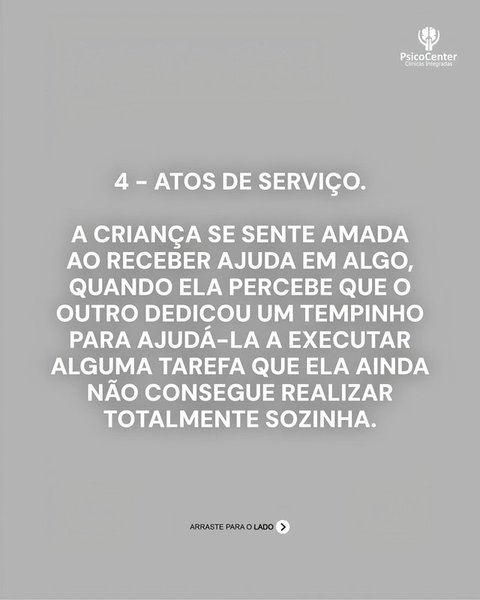 PsicoCenter
Clínicas Integradas
4 - ATOS DE SERVIÇO.
A CRIANÇA SE SENTE AMADA
AO RECEBER AJUDA EM ALGO,
QUANDO ELA PERCEBE QUE O
OUTRO DEDICOU UM TEMPINHO
PARA AJUDÁ-LA A EXECUTAR
ALGUMA TAREFA QUE ELA AINDA
NÃO CONSEGUE REALIZAR
TOTALMENTE SOZINHA.
ARRASTE PARA O LADO